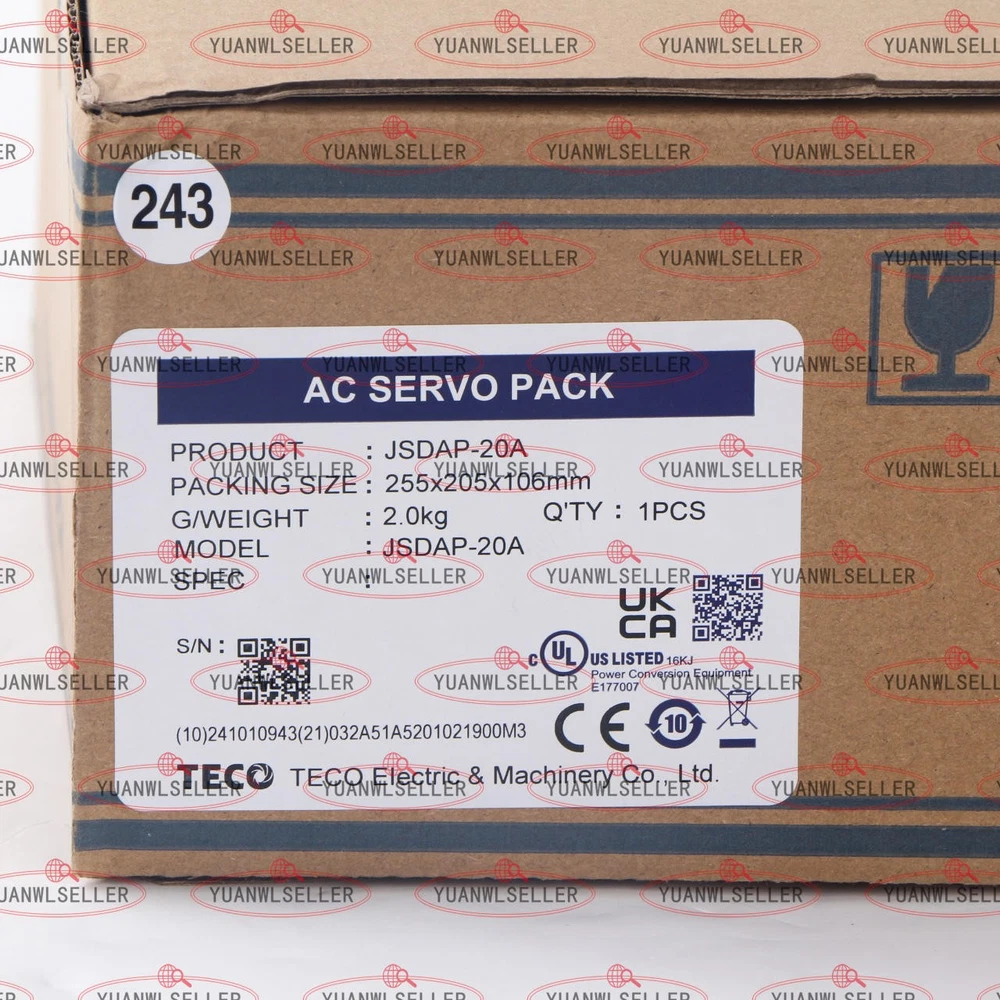 243
AC SERVO PACK
PRODUCT : JSDAP-20A
PACKING SIZE : 255x205x106mm
G/WEIGHT : 2.0kg Q'TY : 1PCS
MODEL : JSDAP-20A
SPEC :
UK
CA
S/N :
C UL US LISTED 16KJ
Power Conversion Equipment
E177007
CE 10
(10)241010943(21)032A51A5201021900M3
TECO TECO Electric & Machinery Co., Ltd.
YUANWLSELLER